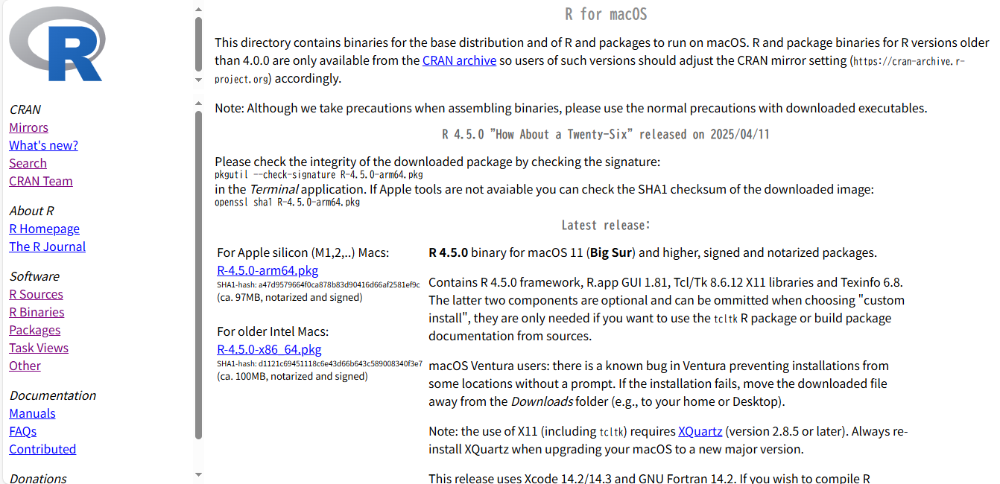 R
CRAN
Mirrors
What's new?
Search
CRAN Team
About R
R Homepage
The R Journal
Software
R Sources
R Binaries
Packages
Task Views
Other
Documentation
Manuals
FAQs
Contributed
Donations
R for macOS
This directory contains binaries for the base distribution and of R and packages to run on macOS. R and package binaries for R versions older
than 4.0.0 are only available from the CRAN archive so users of such versions should adjust the CRAN mirror setting (https://cran-archive.r-
project.org) accordingly.
Note: Although we take precautions when assembling binaries, please use the normal precautions with downloaded executables.
R 4.5.0 "How About a Twenty-Six" released on 2025/04/11
Please check the integrity of the downloaded package by checking the signature:
pkgutil --check-signature R-4.5.0-arm64.pkg
in the Terminal application. If Apple tools are not avaiable you can check the SHA1 checksum of the downloaded image:
openssl sha1 R-4.5.0-arm64.pkg
Latest release:
For Apple silicon (M1,2,..) Macs:
R-4.5.0-arm64.pkg
SHA1-hash: a47d9579664f0ca878b83d90416d66af2581ef9c
(ca. 97MB, notarized and signed)
For older Intel Macs:
R-4.5.0-x86_64.pkg
SHA1-hash: d1121c69451118c6e43d66b643c589008340f3e7
(ca. 100MB, notarized and signed)
R 4.5.0 binary for macOS 11 (Big Sur) and higher, signed and notarized packages.
Contains R 4.5.0 framework, R.app GUI 1.81, Tcl/Tk 8.6.12 X11 libraries and Texinfo 6.8.
The latter two components are optional and can be ommitted when choosing "custom
install", they are only needed if you want to use the tcltk R package or build package
documentation from sources.
macOS Ventura users: there is a known bug in Ventura preventing installations from
some locations without a prompt. If the installation fails, move the downloaded file
away from the Downloads folder (e.g., to your home or Desktop).
Note: the use of X11 (including tcltk) requires XQuartz (version 2.8.5 or later). Always re-
install XQuartz when upgrading your macOS to a new major version.
This release uses Xcode 14.2/14.3 and GNU Fortran 14.2. If you wish to compile R